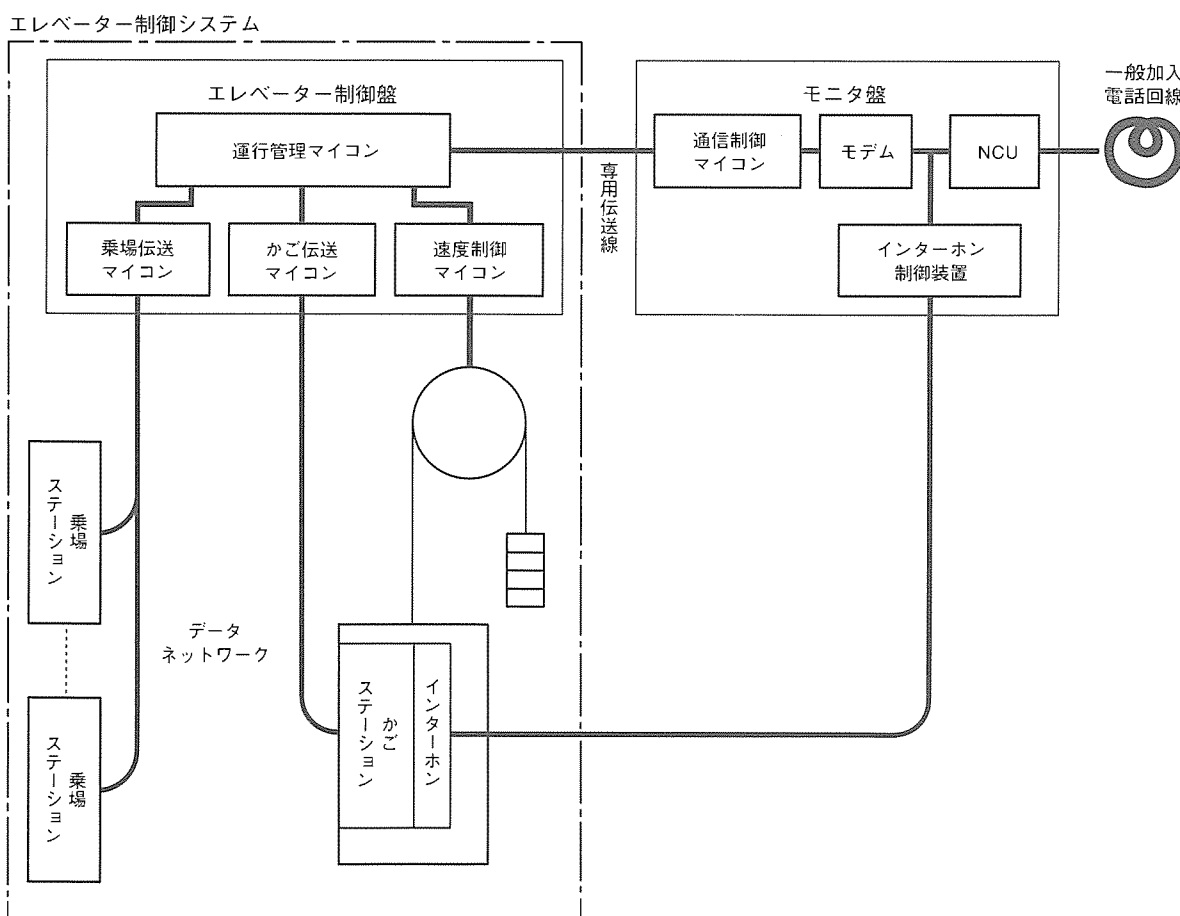 エレベーター制御システム
エレベーター制御盤
運行管理マイコン
乗場伝送
マイコン
かご伝送
マイコン
速度制御
マイコン
専用伝送線
モニタ盤
通信制御
マイコン
モデム
NCU
インターホン
制御装置
一般加入
電話回線
乗場
ステーション
乗場
ステーション
データ
ネットワーク
かご
ステーション
インターホン